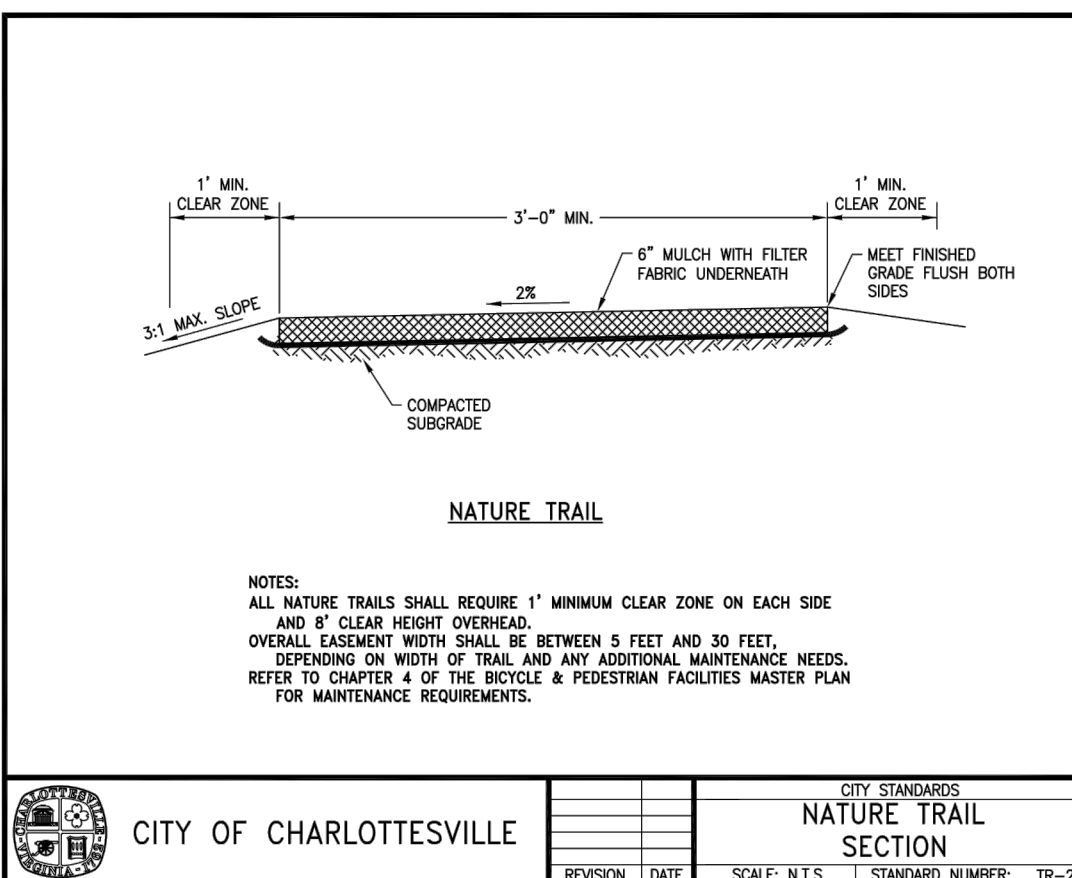 1' MIN.
CLEAR ZONE
3'-0" MIN.
1' MIN.
CLEAR ZONE
6" MULCH WITH FILTER
FABRIC UNDERNEATH
MEET FINISHED
GRADE FLUSH BOTH
SIDES
2%
3:1 MAX. SLOPE
COMPACTED
SUBGRADE
NATURE TRAIL
NOTES:
ALL NATURE TRAILS SHALL REQUIRE 1' MINIMUM CLEAR ZONE ON EACH SIDE
AND 8' CLEAR HEIGHT OVERHEAD.
OVERALL EASEMENT WIDTH SHALL BE BETWEEN 5 FEET AND 30 FEET,
DEPENDING ON WIDTH OF TRAIL AND ANY ADDITIONAL MAINTENANCE NEEDS.
REFER TO CHAPTER 4 OF THE BICYCLE & PEDESTRIAN FACILITIES MASTER PLAN
FOR MAINTENANCE REQUIREMENTS.
CHARLOTTESVILLE
VIRGINIA-1762
CITY OF CHARLOTTESVILLE
REVISION DATE
CITY STANDARDS
NATURE TRAIL
SECTION
SCALE: N.T.S. STANDARD NUMBER: TR-2